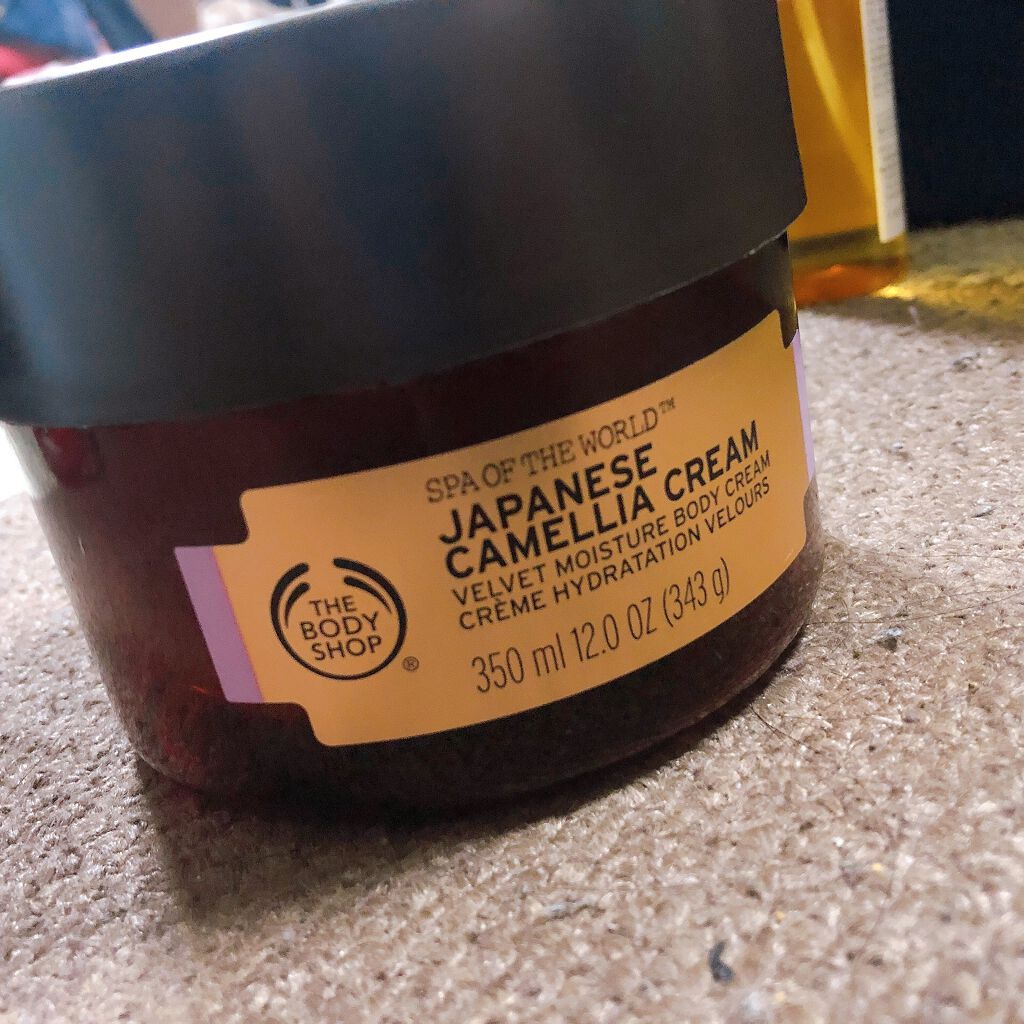 SPA OF THE WORLD™
JAPANESE
CAMELLIA CREAM
VELVET MOISTURE BODY CREAM
CRÈME HYDRATATION VELOURS
350 ml 12.0 OZ (343 g)
THE
BODY
SHOP
®